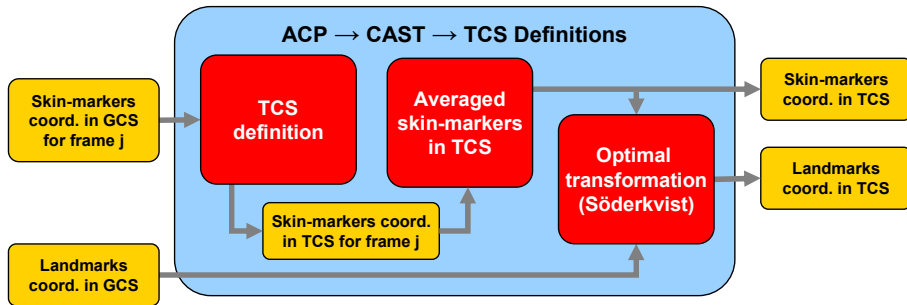 ACP → CAST → TCS Definitions
Skin-markers
coord. in GCS
for frame j
TCS
definition
Averaged
skin-markers
in TCS
Skin-markers
coord. in TCS
Optimal
transformation
(Söderkvist)
Landmarks
coord. in TCS
Skin-markers coord.
in TCS for frame j
Landmarks
coord. in GCS